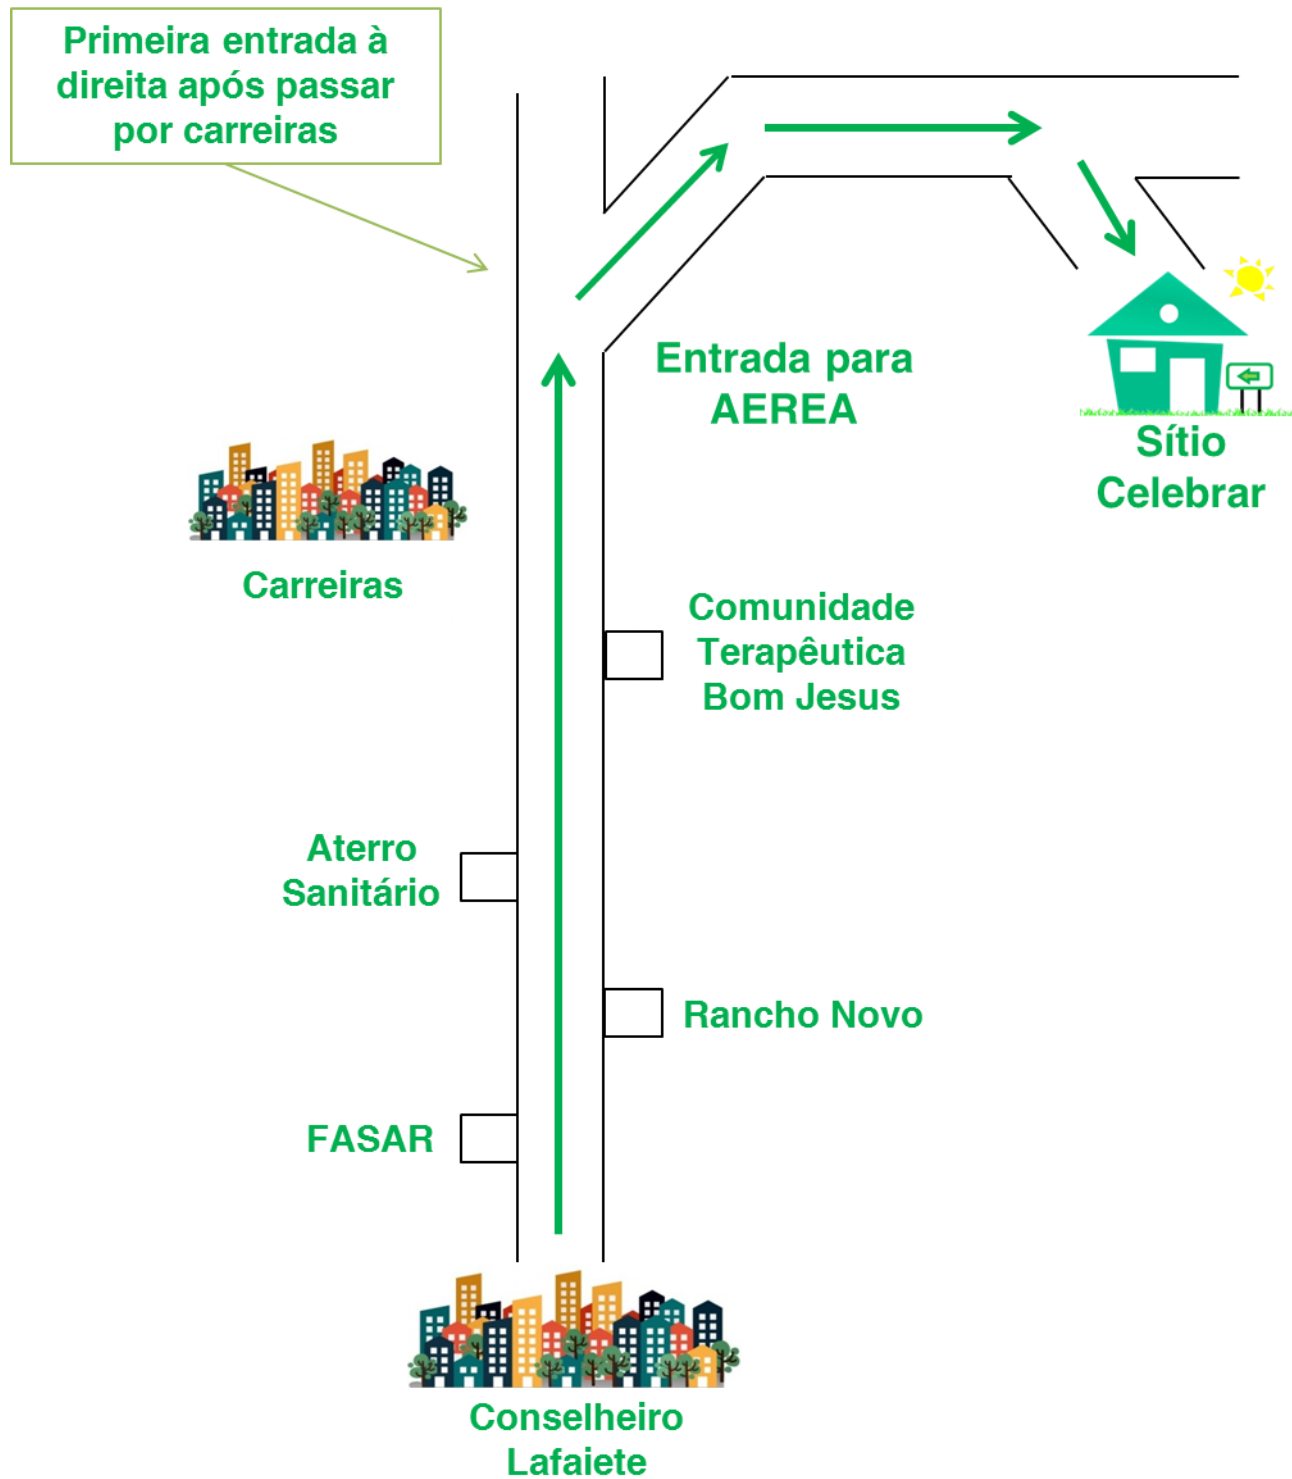 Primeira entrada à
direita após passar
por carreiras
Entrada para
AEREA
Sítio
Celebrar
Carreiras
Comunidade
Terapêutica
Bom Jesus
Aterro
Sanitário
Rancho Novo
FASAR
Conselheiro
Lafaiete